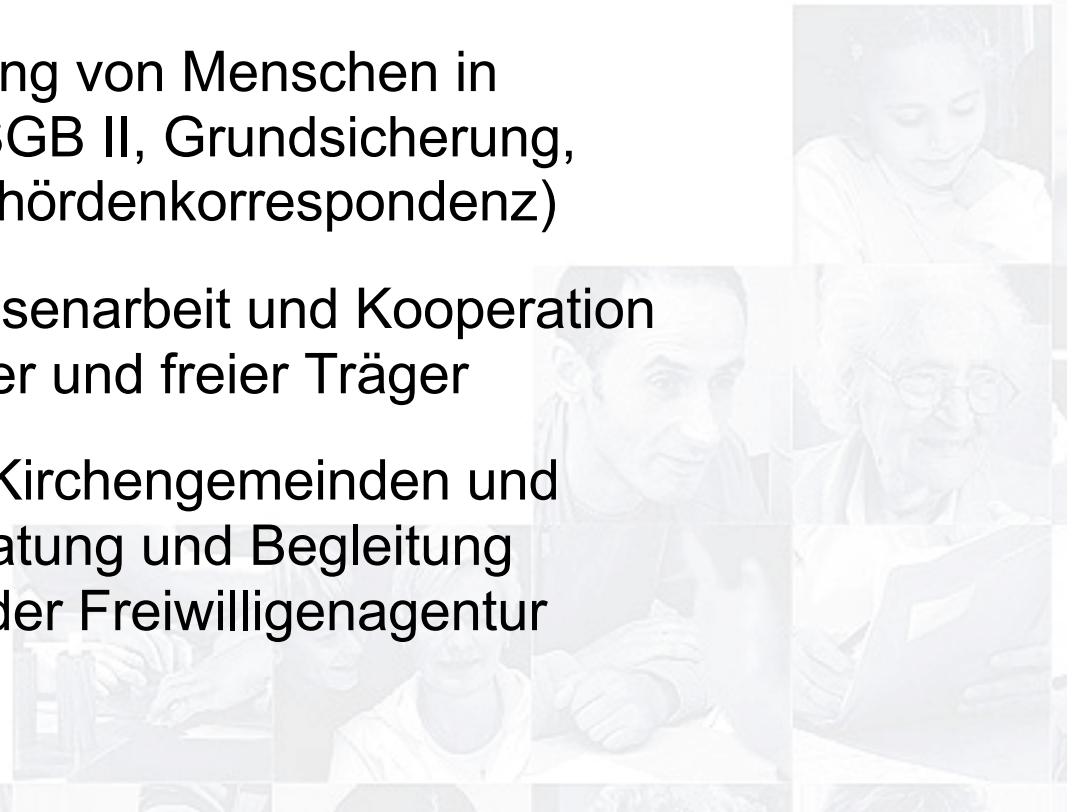 ng von Menschen in
GB II, Grundsicherung,
hördenkorrespondenz)
senarbeit und Kooperation
er und freier Träger
Kirchengemeinden und
atung und Begleitung
der Freiwilligenagentur